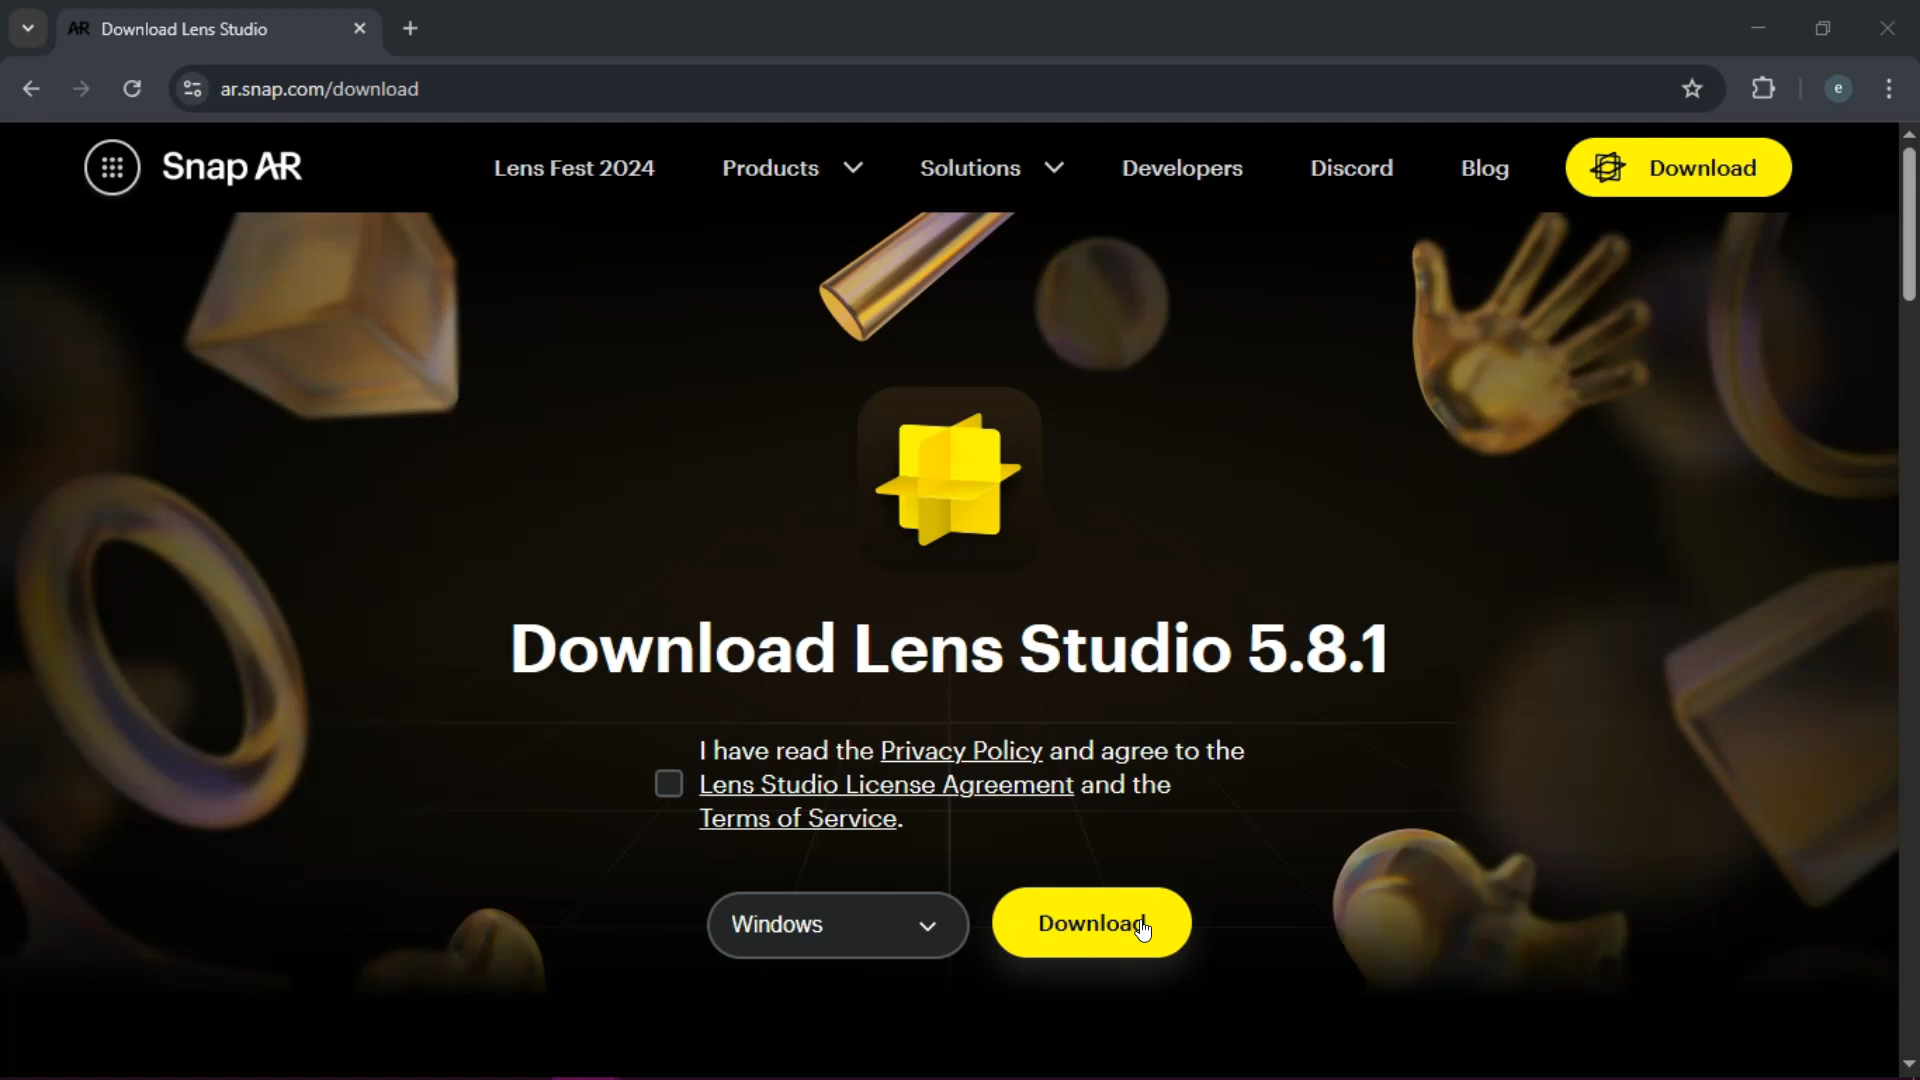 AR Download Lens Studio
ar.snap.com/download
e
Snap AR
Lens Fest 2024 Products Solutions Developers Discord Blog Download
Download Lens Studio 5.8.1
I have read the Privacy Policy and agree to the
Lens Studio License Agreement and the
Terms of Service.
Windows Download